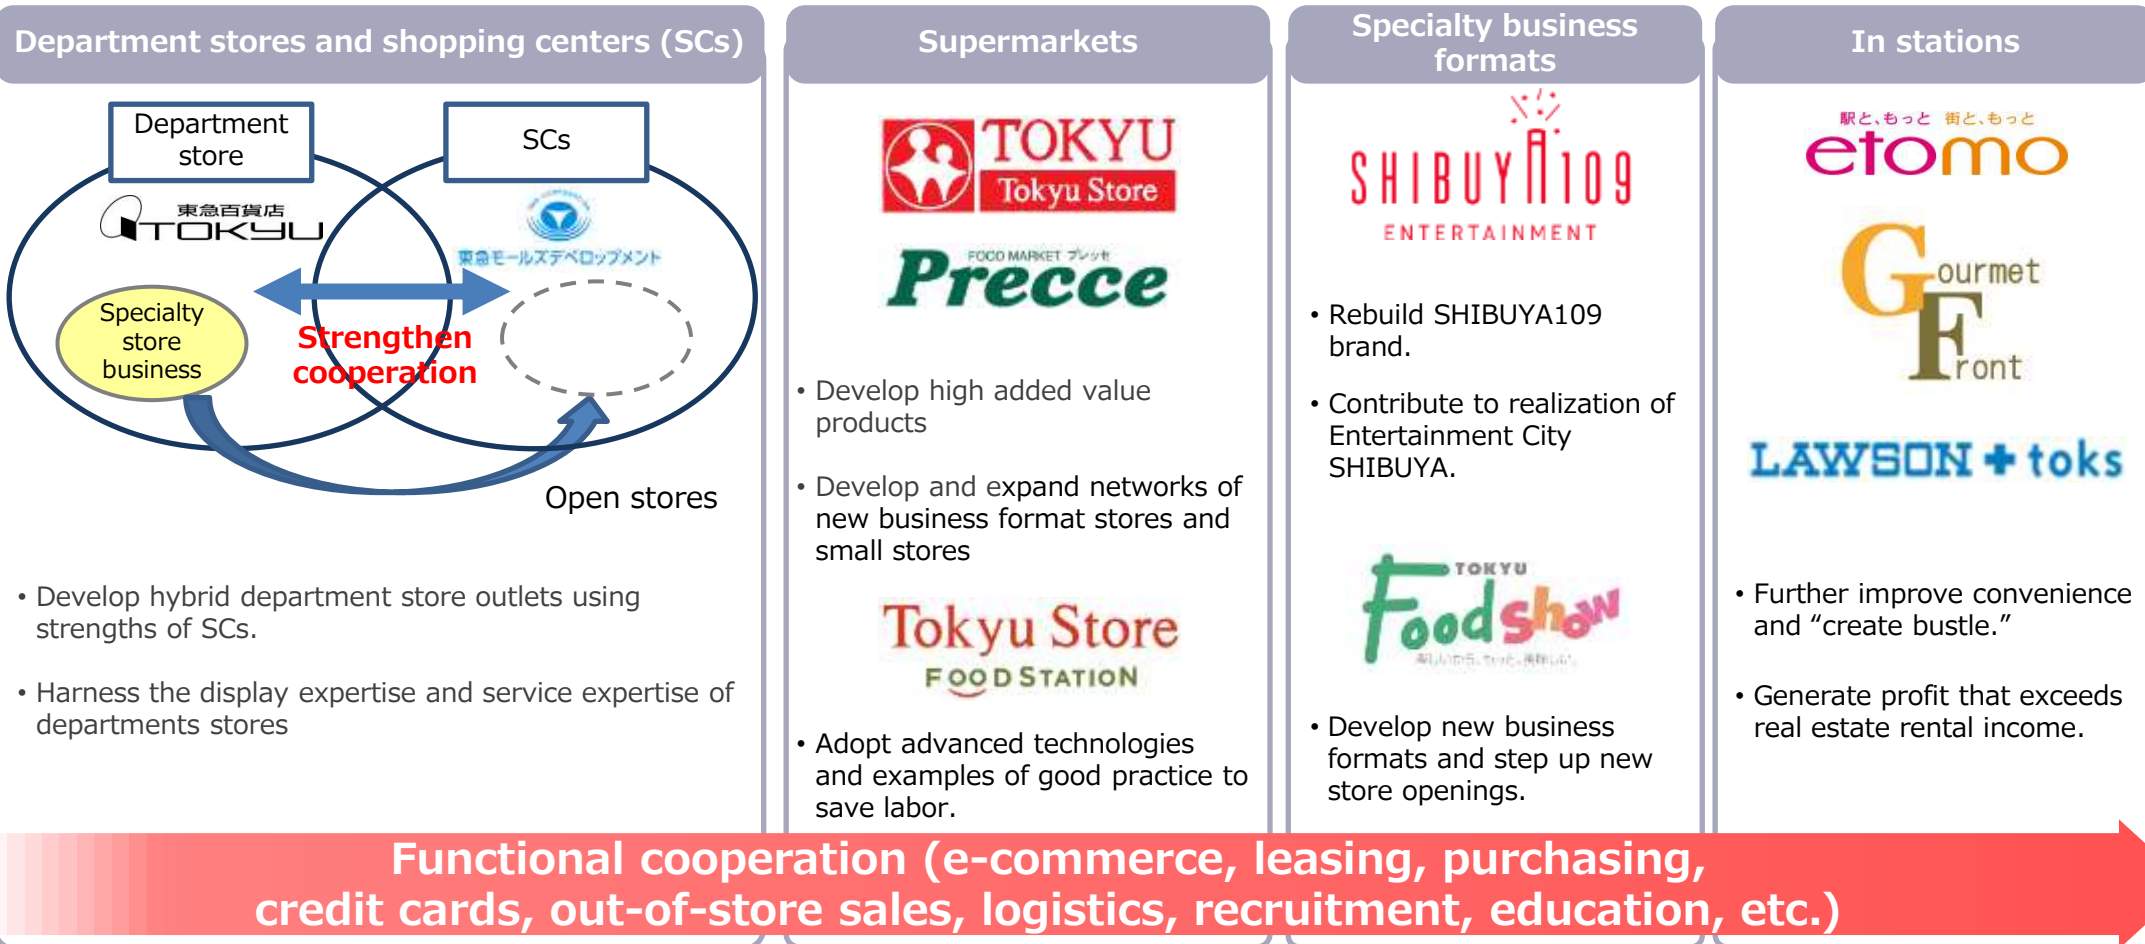 Department stores and shopping centers (SCs)
Department
store
SCs
東急百貨店
TOKYU
東急モールズデベロップメント
Specialty
store
business
Strengthen
cooperation
Open stores
• Develop hybrid department store outlets using
strengths of SCs.
• Harness the display expertise and service expertise of
departments stores
Supermarkets
TOKYU
Tokyu Store
FOOD MARKET プレッセ
Precce
• Develop high added value
products
• Develop and expand networks of
new business format stores and
small stores
Tokyu Store
FOOD STATION
• Adopt advanced technologies
and examples of good practice to
save labor.
Specialty business
formats
SHIBUYA109
ENTERTAINMENT
• Rebuild SHIBUYA109
brand.
• Contribute to realization of
Entertainment City
SHIBUYA.
TOKYU
Food show
• Develop new business
formats and step up new
store openings.
In stations
駅と、もっと 街と、もっと
etomo
Gourmet
Front
LAWSON + toks
• Further improve convenience
and “create bustle.”
• Generate profit that exceeds
real estate rental income.
Functional cooperation (e-commerce, leasing, purchasing,
credit cards, out-of-store sales, logistics, recruitment, education, etc.)